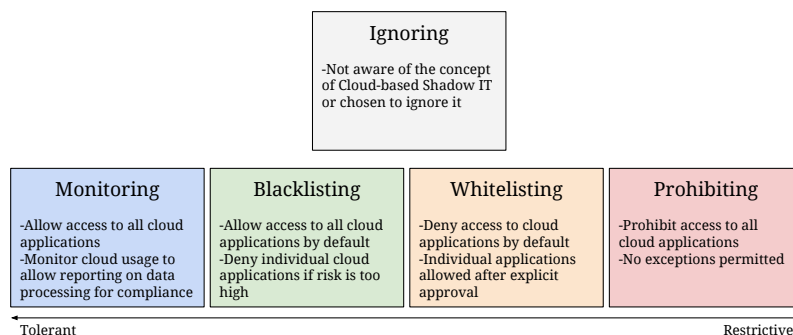 Ignoring
-Not aware of the concept
of Cloud-based Shadow IT
or chosen to ignore it
Monitoring
-Allow access to all cloud
applications
-Monitor cloud usage to
allow reporting on data
processing for compliance
Blacklisting
-Allow access to all cloud
applications by default
-Deny individual cloud
applications if risk is too
high
Whitelisting
-Deny access to cloud
applications by default
-Individual applications
allowed after explicit
approval
Prohibiting
-Prohibit access to all
cloud applications
-No exceptions permitted
Tolerant
Restrictive